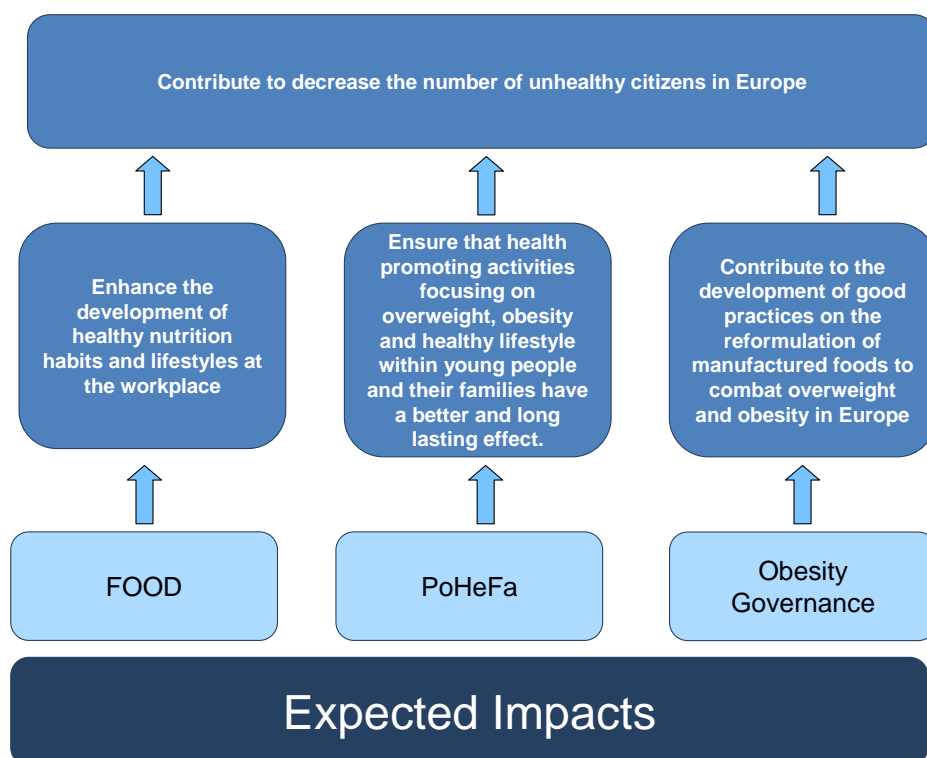 Contribute to decrease the number of unhealthy citizens in Europe
Enhance the
development of
healthy nutrition
habits and lifestyles at
the workplace
Ensure that health
promoting activities
focusing on
overweight, obesity
and healthy lifestyle
within young people
and their families have
a better and long
lasting effect.
Contribute to the
development of good
practices on the
reformulation of
manufactured foods to
combat overweight
and obesity in Europe
FOOD
PoHeFa
Obesity
Governance
Expected Impacts